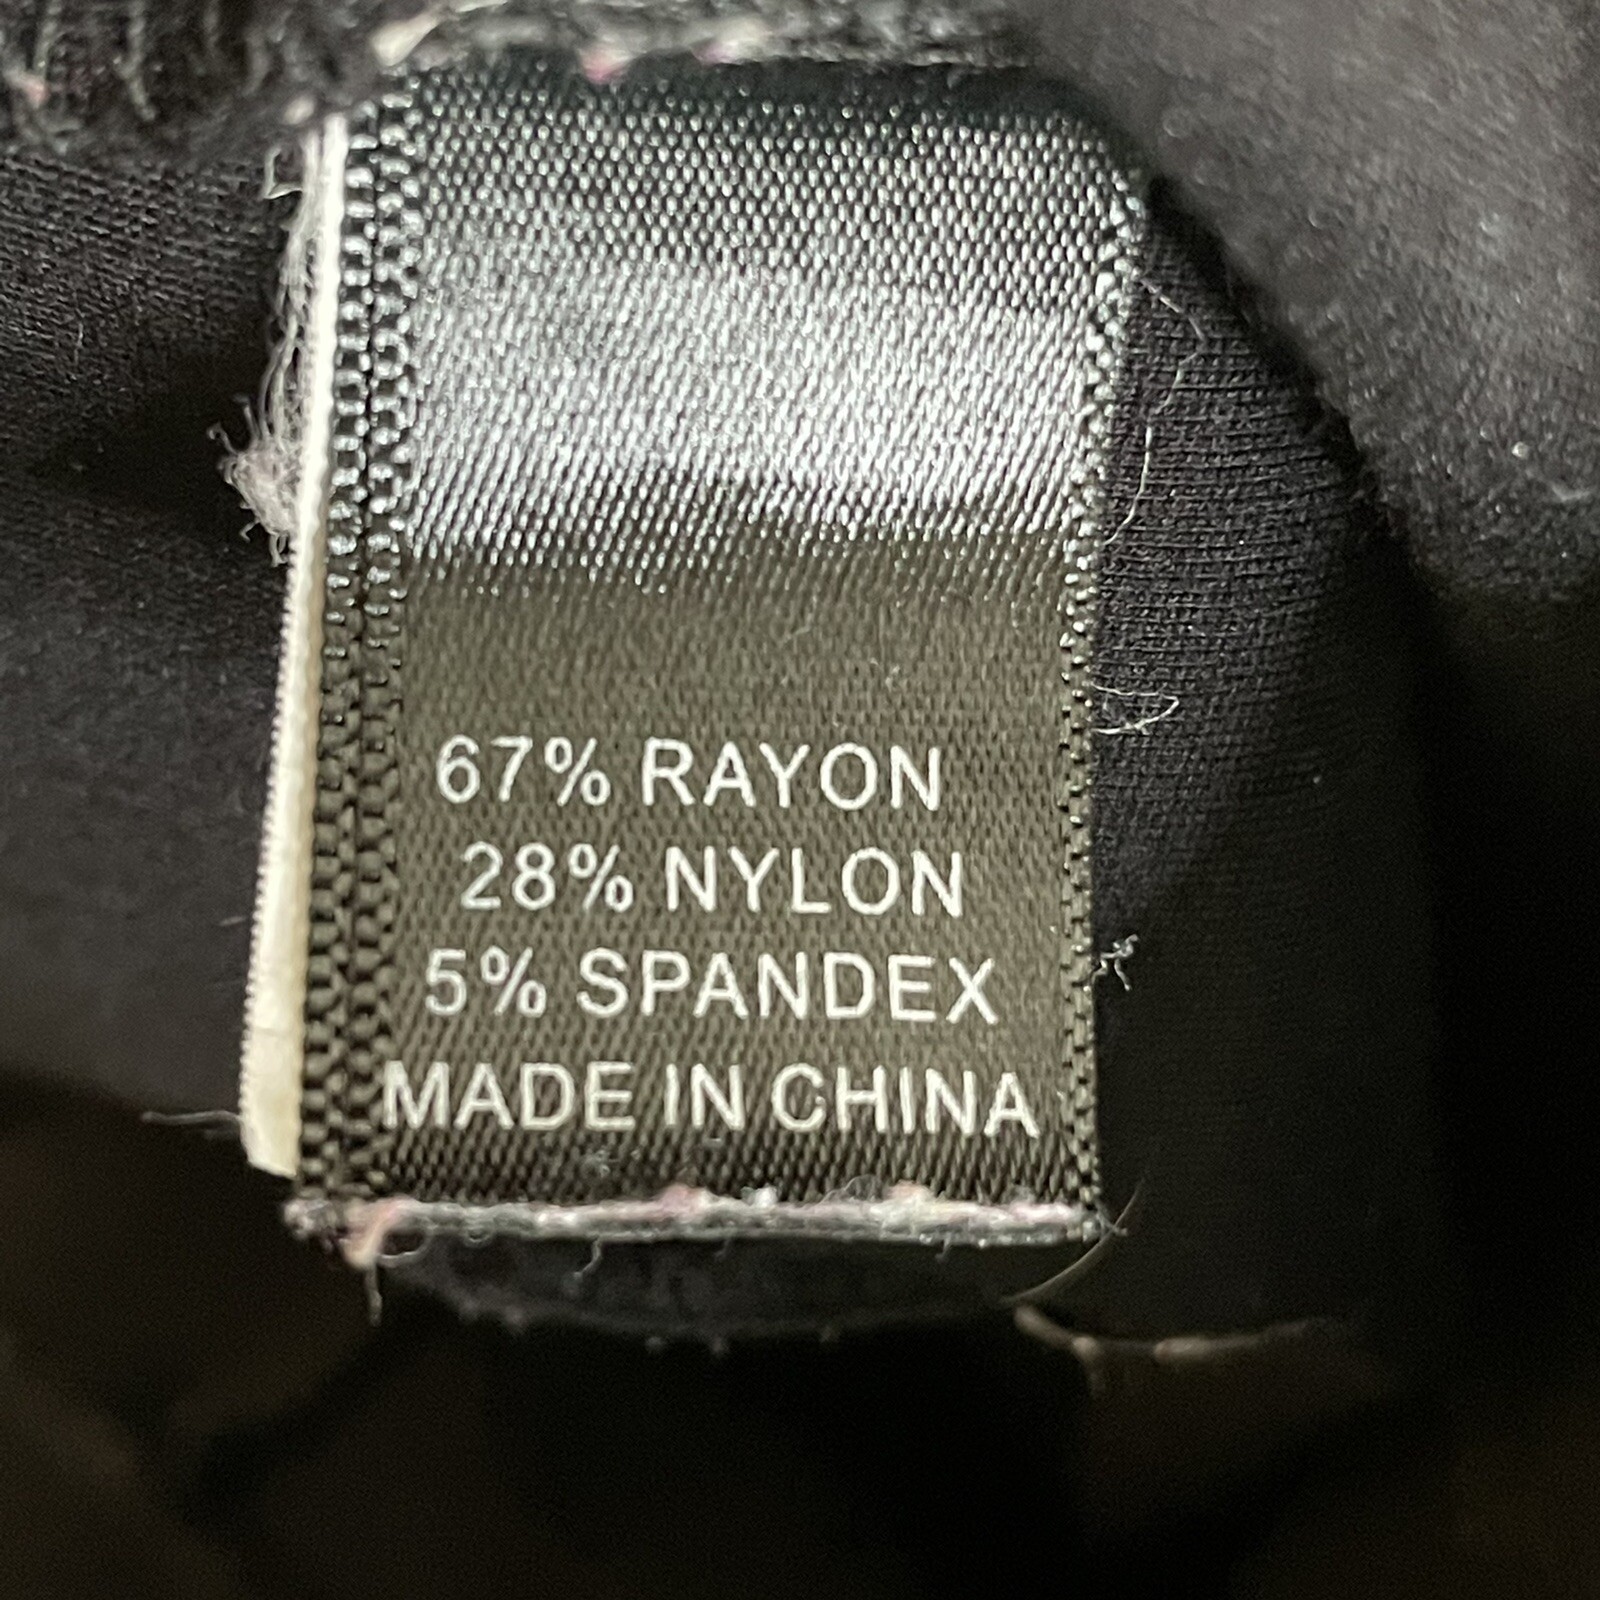 67% RAYON
28% NYLON
5% SPANDEX
MADE IN CHINA